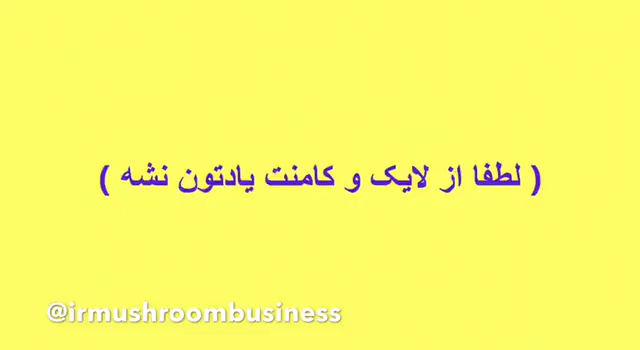 ( لطفا از لایک و کامنت یادتون نشه )
@irmushroombusiness